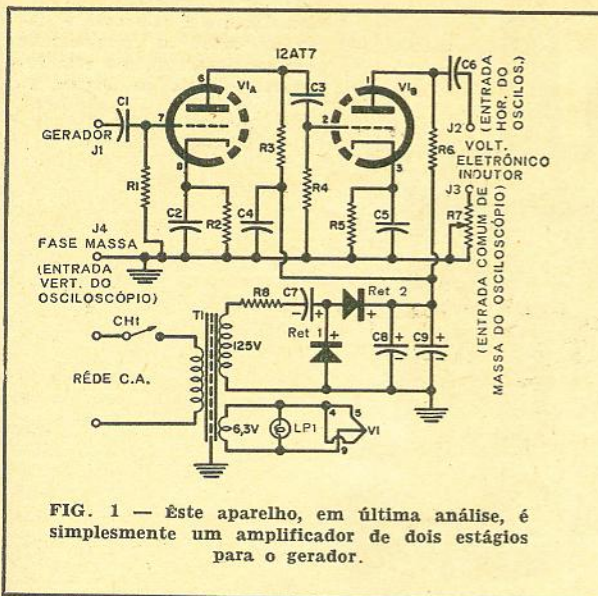 12AT7
6
V1A
C1
7
8
GERADOR
J1
R1
C2
R2
C4
R3
C3
2
R4
1
V1B
3
R5
C5
C6
R6
J2
(ENTRADA
HOR. DO
OSCILOS.)
VOLT.
ELETRÔNICO
INDUTOR
J3
R7
(ENTRADA COMUM DE
MASSA DO OSCILOSCÓPIO)
J4
FASE MASSA
(ENTRADA
VERT. DO
OSCILOSCÓPIO)
CH1
T1
RÊDE C.A.
R8
C7
- +
Ret 2
+
Ret 1
+
125V
C8
+
-
C9
+
-
6,3V
LP1
4
5
9
V1
FIG. 1 — Êste aparelho, em última análise, é
simplesmente um amplificador de dois estágios
para o gerador.